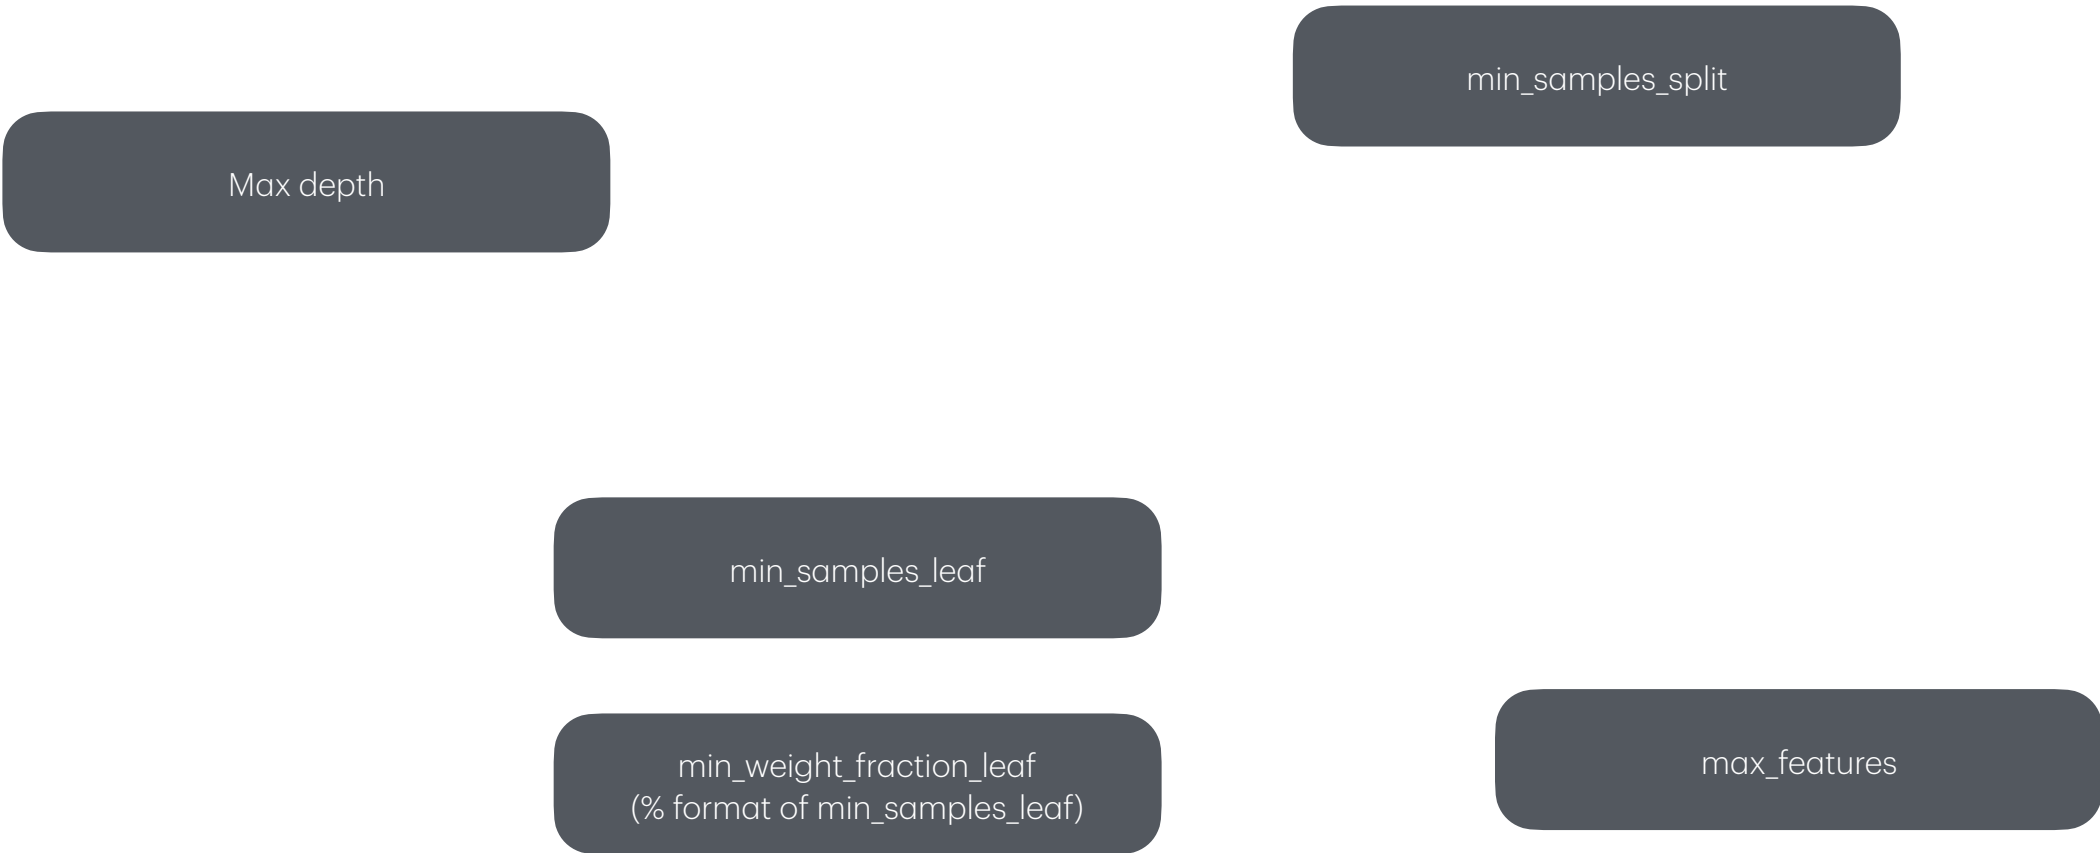 min_samples_split
Max depth
min_samples_leaf
min_weight_fraction_leaf
(% format of min_samples_leaf)
max_features